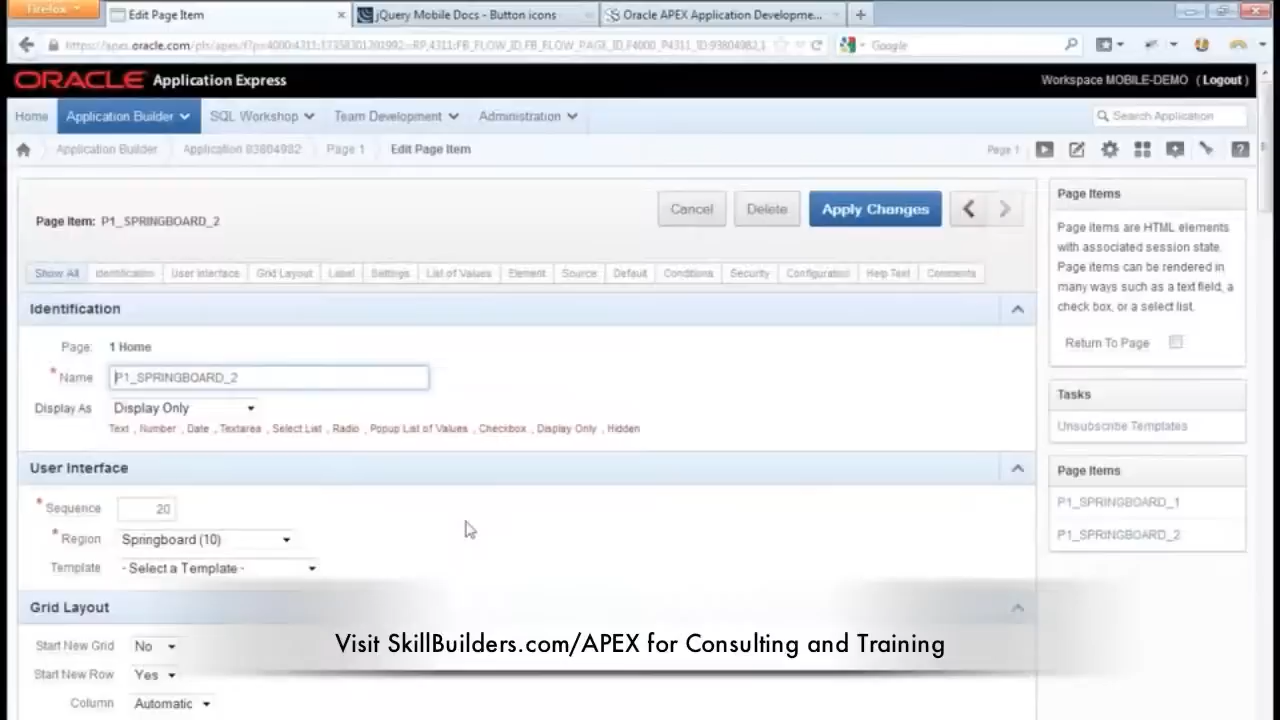 Firefox
Edit Page Item
jQuery Mobile Docs - Button icons
Oracle APEX Application Developme...
Google
ORACLE Application Express
Workspace MOBILE-DEMO ( Logout )
Home
Application Builder
SQL Workshop
Team Development
Administration
Search Application
Application Builder
Application 83804982
Page 1
Edit Page Item
Page 1
Page Item: P1_SPRINGBOARD_2
Cancel
Delete
Apply Changes
Show All
Identification
User Interface
Grid Layout
Label
Settings
List of Values
Element
Source
Default
Conditions
Security
Configuration
Help Text
Comments
Identification
Page: 1 Home
* Name P1_SPRINGBOARD_2
Display As Display Only
Text , Number , Date , Textarea , Select List , Radio , Popup List of Values , Checkbox , Display Only , Hidden
User Interface
* Sequence 20
* Region Springboard (10)
Template - Select a Template -
Grid Layout
Start New Grid No
Start New Row Yes
Column Automatic
Page Items
Page Items are HTML elements
with associated session state.
Page items can be rendered in
many ways such as a text field, a
check box, or a select list.
Return To Page
Tasks
Unsubscribe Templates
Page Items
P1_SPRINGBOARD_1
P1_SPRINGBOARD_2
Visit SkillBuilders.com/APEX for Consulting and Training